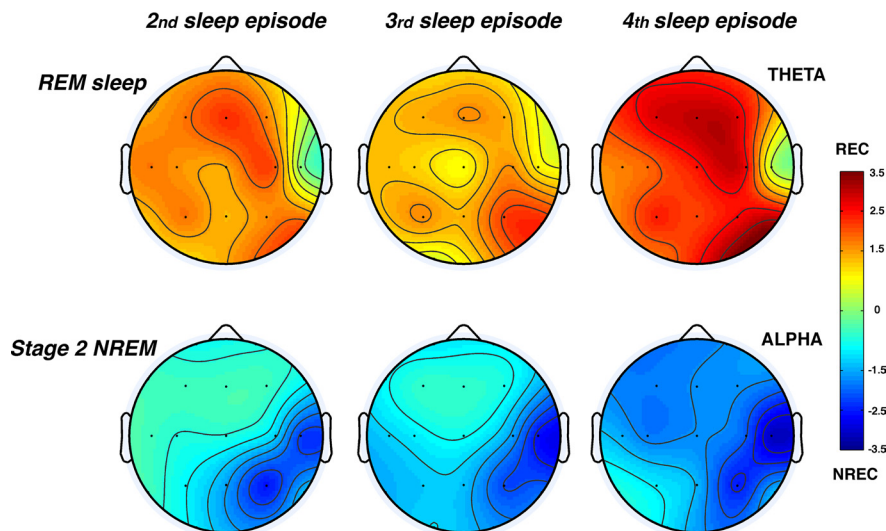 2nd sleep episode 3rd sleep episode 4th sleep episode
REM sleep THETA
REC
3.5
2.5
1.5
0
-1.5
-2.5
-3.5
NREC
Stage 2 NREM ALPHA